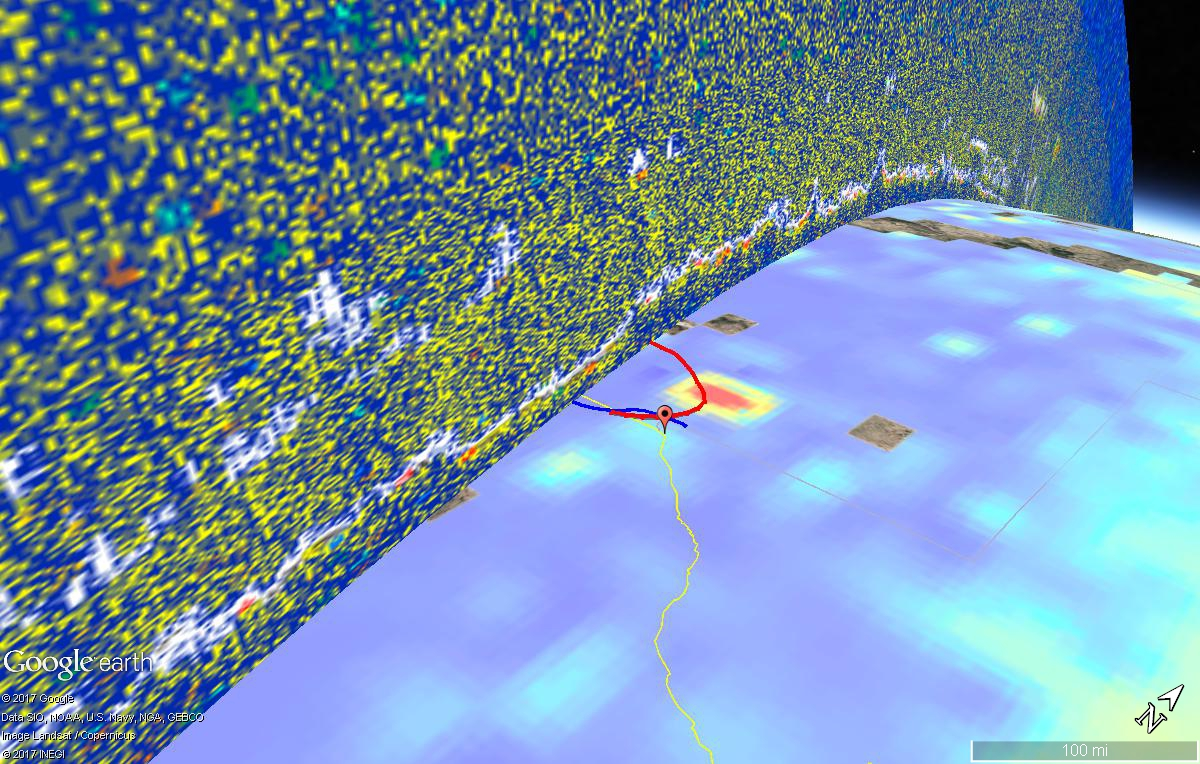 Google earth
© 2017 Google
Data SIO, NOAA, U.S. Navy, NGA, GEBCO
Image Landsat / Copernicus
© 2017 INEGI
N
100 mi